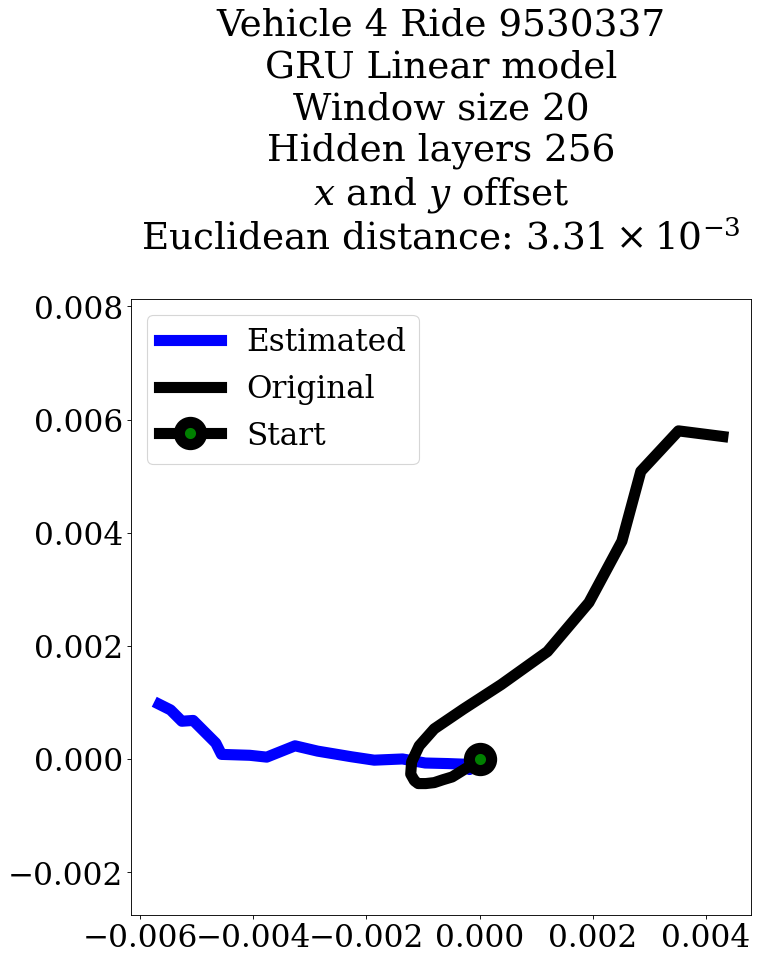 Vehicle 4 Ride 9530337
GRU Linear model
Window size 20
Hidden layers 256
x and y offset
Euclidean distance: 3.31 × 10⁻³
0.008
0.006
0.004
0.002
0.000
−0.002
Estimated
Original
Start
−0.006 −0.004 −0.002 0.000 0.002 0.004